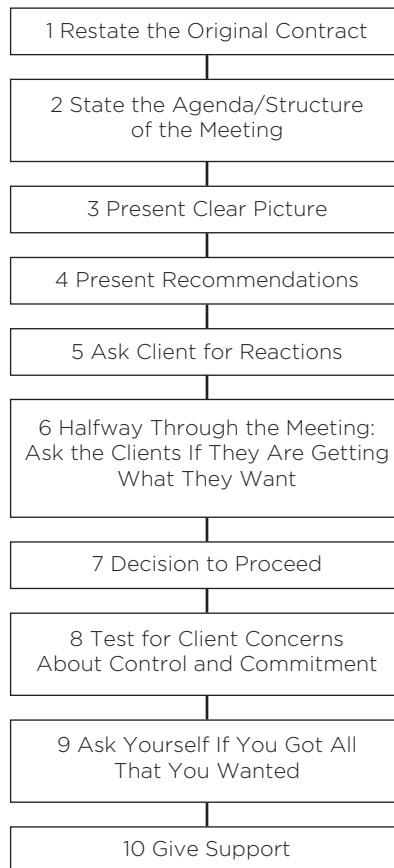 1 Restate the Original Contract
2 State the Agenda/Structure
of the Meeting
3 Present Clear Picture
4 Present Recommendations
5 Ask Client for Reactions
6 Halfway Through the Meeting:
Ask the Clients If They Are Getting
What They Want
7 Decision to Proceed
8 Test for Client Concerns
About Control and Commitment
9 Ask Yourself If You Got All
That You Wanted
10 Give Support